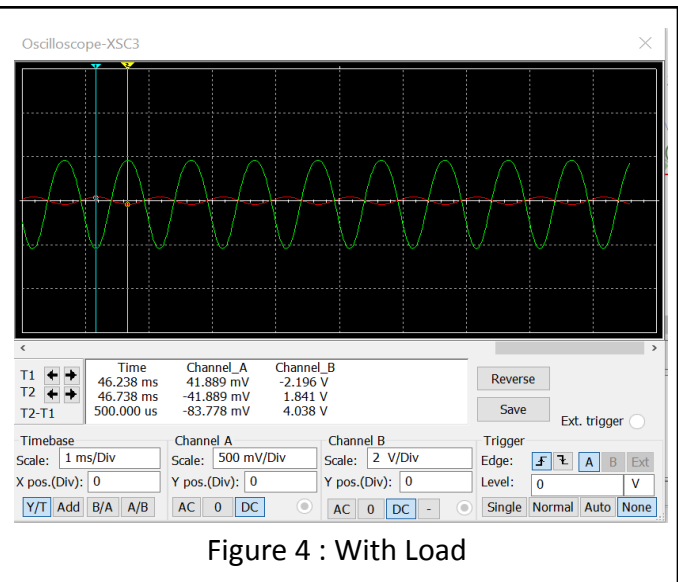 Oscilloscope-XSC3
1 2
Time Channel_A Channel_B
T1 46.238 ms 41.889 mV -2.196 V
T2 46.738 ms -41.889 mV 1.841 V
T2-T1 500.000 us -83.778 mV 4.038 V
Reverse
Save
Ext. trigger
Timebase Channel A Channel B Trigger
Scale: 1 ms/Div Scale: 500 mV/Div Scale: 2 V/Div Edge: A B Ext
X pos.(Div): 0 Y pos.(Div): 0 Y pos.(Div): 0 Level: 0 V
Y/T Add B/A A/B AC 0 DC AC 0 DC - Single Normal Auto None
Figure 4 : With Load